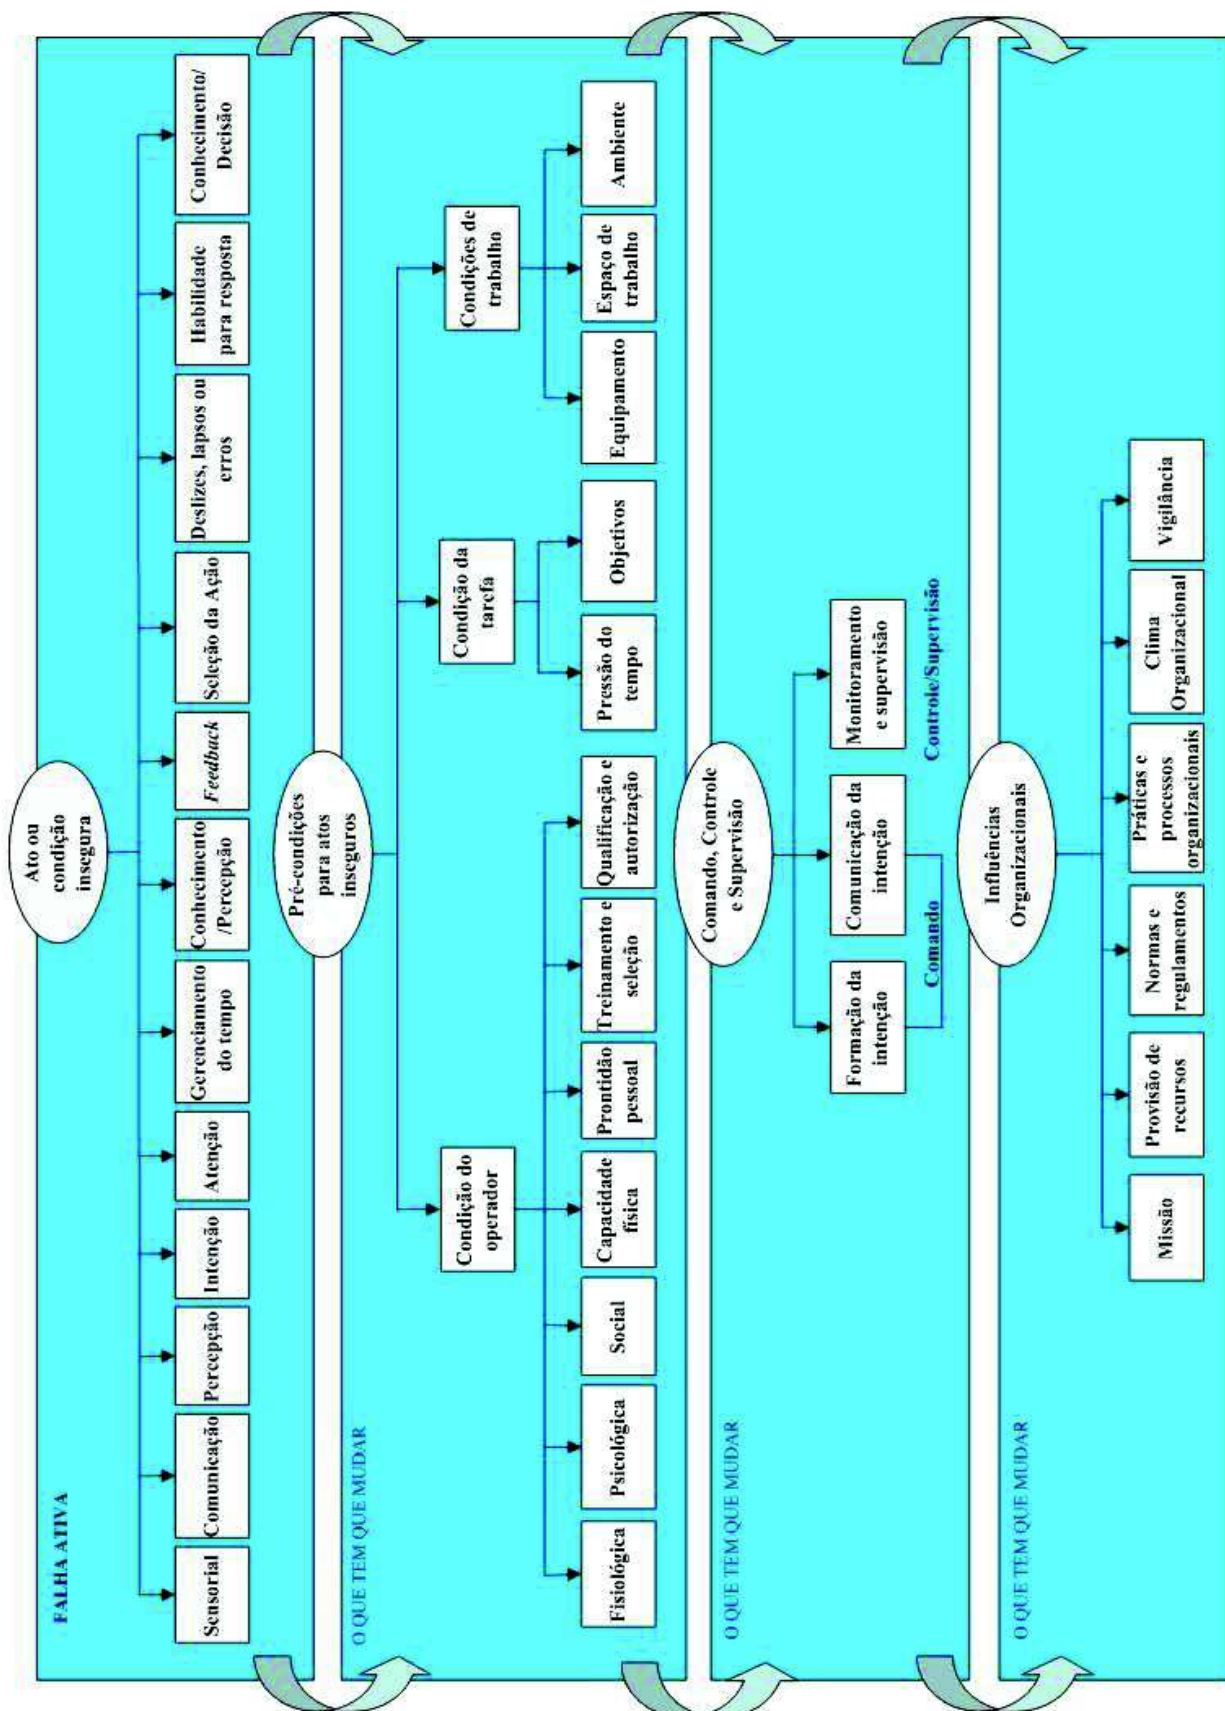 FALHA ATIVA
Ato ou
condição
insegura
Sensorial
Comunicação
Percepção
Intenção
Atenção
Gerenciamento
do tempo
Conhecimento
/Percepção
Feedback
Seleção da Ação
Deslizes, lapsos ou
erros
Habilidade
para resposta
Conhecimento/
Decisão
O QUE TEM QUE MUDAR
Pré-condições
para atos
inseguros
Condição do
operador
Condição da
tarefa
Condições de
trabalho
Fisiológica
Psicológica
Social
Capacidade
física
Prontidão
pessoal
Treinamento e
seleção
Qualificação e
autorização
Pressão do
tempo
Objetivos
Equipamento
Espaço de
trabalho
Ambiente
O QUE TEM QUE MUDAR
Comando, Controle
e Supervisão
Formação da
intenção
Comunicação da
intenção
Monitoramento
e supervisão
Comando
Controle/Supervisão
O QUE TEM QUE MUDAR
Influências
Organizacionais
Missão
Provisão de
recursos
Normas e
regulamentos
Práticas e
processos
organizacionais
Clima
Organizacional
Vigilância